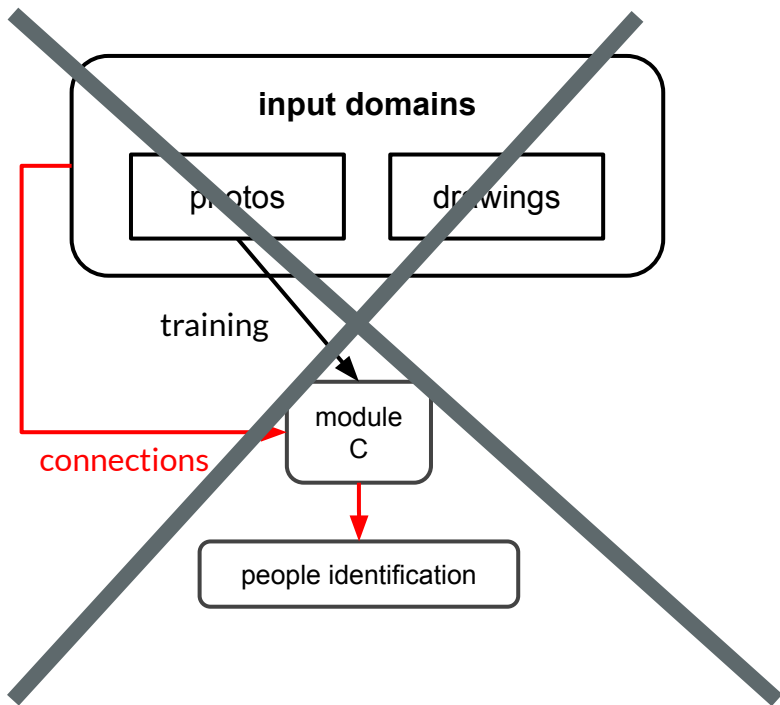 input domains
photos
drawings
training
module
C
connections
people identification